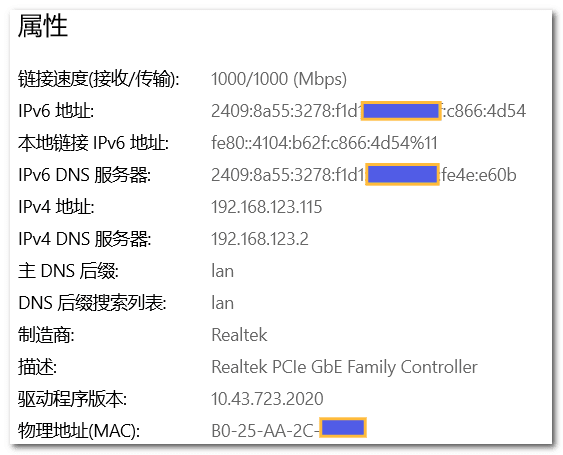 属性
链接速度(接收/传输): 1000/1000 (Mbps)
IPv6 地址: 2409:8a55:3278:f1d1 :c866:4d54
本地链接 IPv6 地址: fe80::4104:b62f:c866:4d54%11
IPv6 DNS 服务器: 2409:8a55:3278:f1d1 :fe4e:e60b
IPv4 地址: 192.168.123.115
IPv4 DNS 服务器: 192.168.123.2
主 DNS 后缀: lan
DNS 后缀搜索列表: lan
制造商: Realtek
描述: Realtek PCIe GbE Family Controller
驱动程序版本: 10.43.723.2020
物理地址(MAC): B0-25-AA-2C-